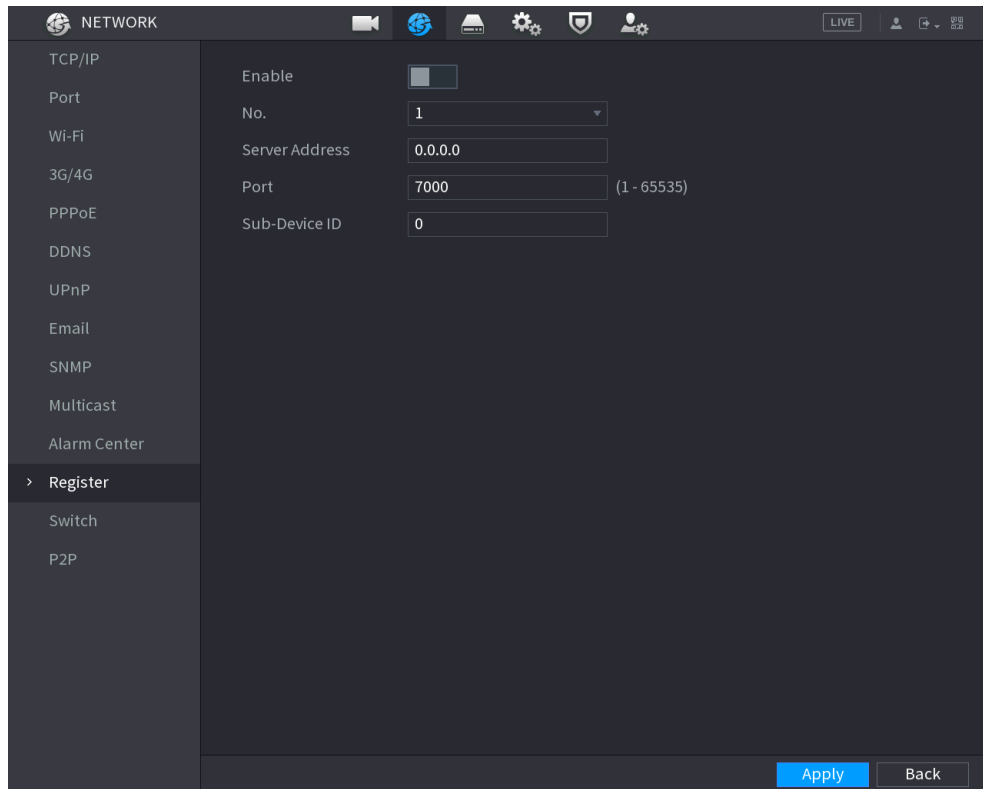 NETWORK
LIVE
TCP/IP
Port
Wi-Fi
3G/4G
PPPoE
DDNS
UPnP
Email
SNMP
Multicast
Alarm Center
Register
Switch
P2P
Enable
No. 1
Server Address 0.0.0.0
Port 7000 (1 - 65535)
Sub-Device ID 0
Apply Back